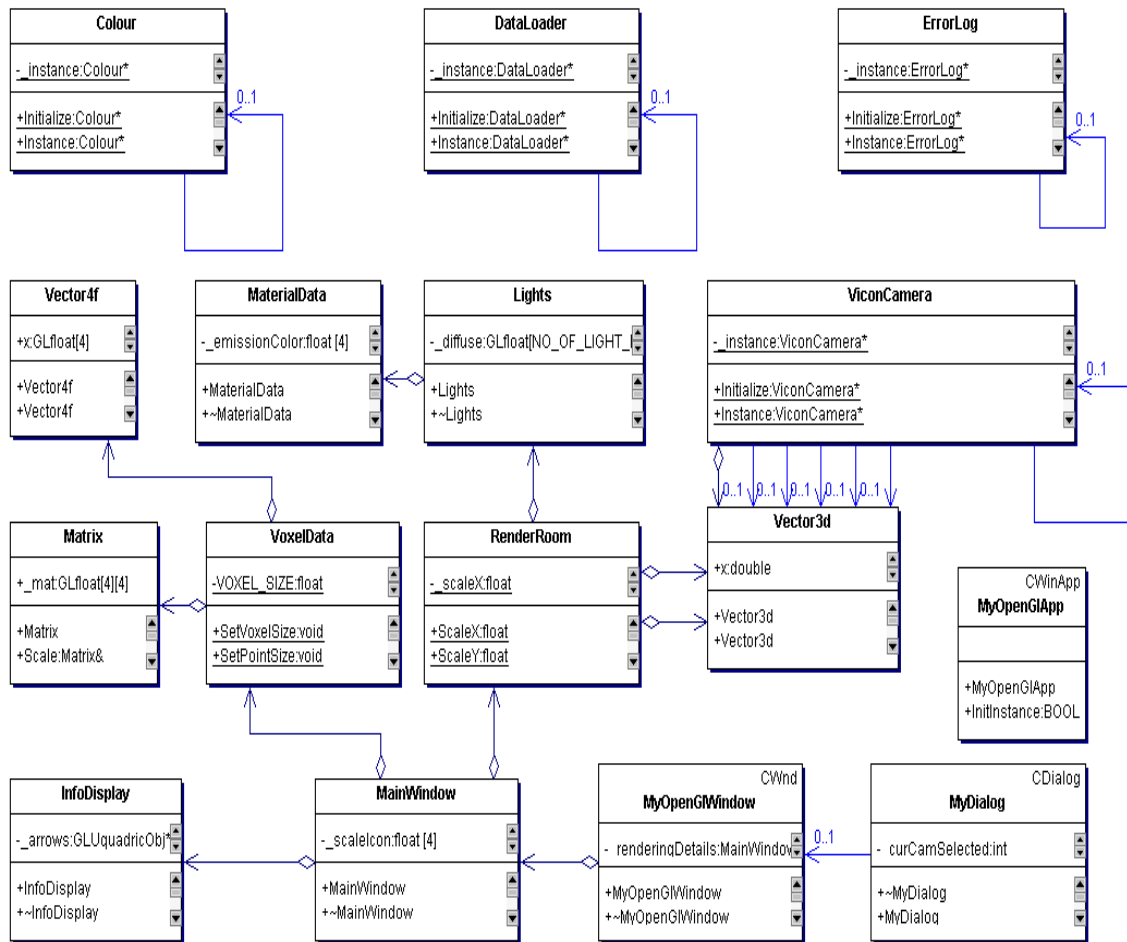 Colour
-_instance:Colour*
+Initialize:Colour*
+Instance:Colour*
0..1
DataLoader
-_instance:DataLoader*
+Initialize:DataLoader*
+Instance:DataLoader*
0..1
ErrorLog
-_instance:ErrorLog*
+Initialize:ErrorLog*
+Instance:ErrorLog*
0..1
Vector4f
+x:GLfloat[4]
+Vector4f
+Vector4f
MaterialData
-_emissionColor:float [4]
+MaterialData
+~MaterialData
Lights
-_diffuse:GLfloat[NO_OF_LIGHT_
+Lights
+~Lights
ViconCamera
-_instance:ViconCamera*
+Initialize:ViconCamera*
+Instance:ViconCamera*
0..1
0..1 0..1 0..1 0..1 0..1
Matrix
+_mat:GLfloat[4][4]
+Matrix
+Scale:Matrix&
VoxelData
-VOXEL_SIZE:float
+SetVoxelSize:void
+SetPointSize:void
RenderRoom
-_scaleX:float
+ScaleX:float
+ScaleY:float
Vector3d
+x:double
+Vector3d
+Vector3d
CWinApp
MyOpenGlApp
+MyOpenGlApp
+InitInstance:BOOL
InfoDisplay
-_arrows:GLUquadricObj*
+InfoDisplay
+~InfoDisplay
MainWindow
-_scaleIcon:float [4]
+MainWindow
+~MainWindow
CWnd
MyOpenGlWindow
-_renderingDetails:MainWindow
+MyOpenGlWindow
+~MyOpenGlWindow
0..1
CDialog
MyDialog
-_curCamSelected:int
+~MyDialog
+MyDialog